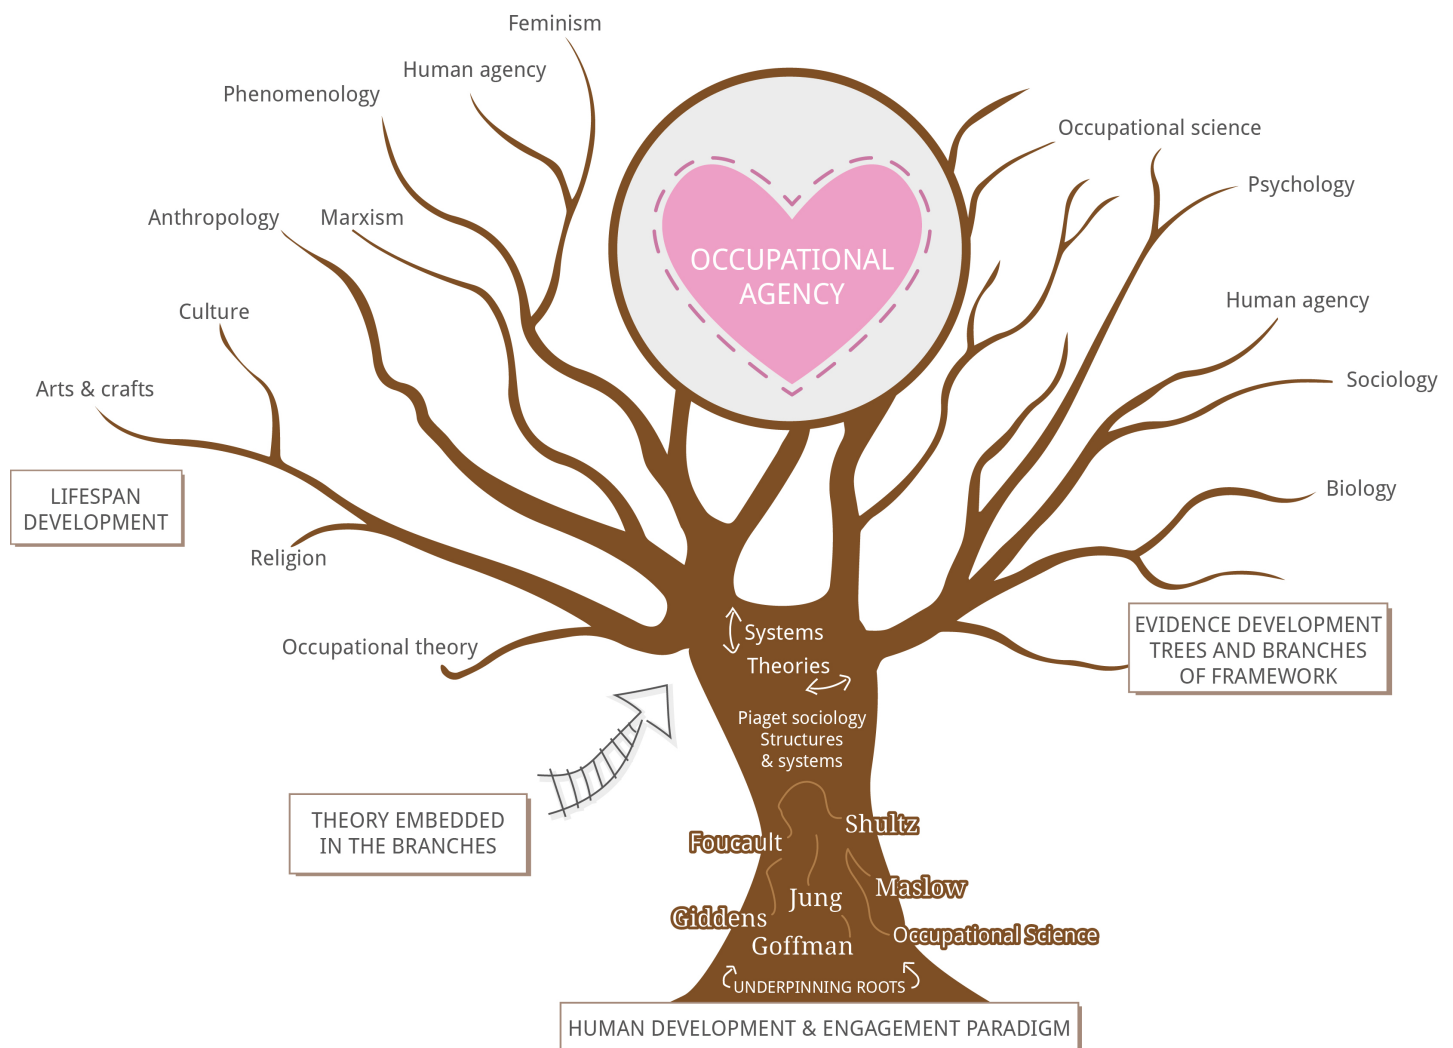 Feminism
Human agency
Phenomenology
Occupational science
Psychology
Anthropology
Marxism
OCCUPATIONAL
AGENCY
Human agency
Culture
Arts & crafts
Sociology
LIFESPAN
DEVELOPMENT
Biology
Religion
Occupational theory
EVIDENCE DEVELOPMENT
TREES AND BRANCHES
OF FRAMEWORK
Systems
Theories
Piaget sociology
Structures
& systems
THEORY EMBEDDED
IN THE BRANCHES
Shultz
Foucault
Maslow
Jung
Giddens
Occupational Science
Goffman
UNDERPINNING ROOTS
HUMAN DEVELOPMENT & ENGAGEMENT PARADIGM